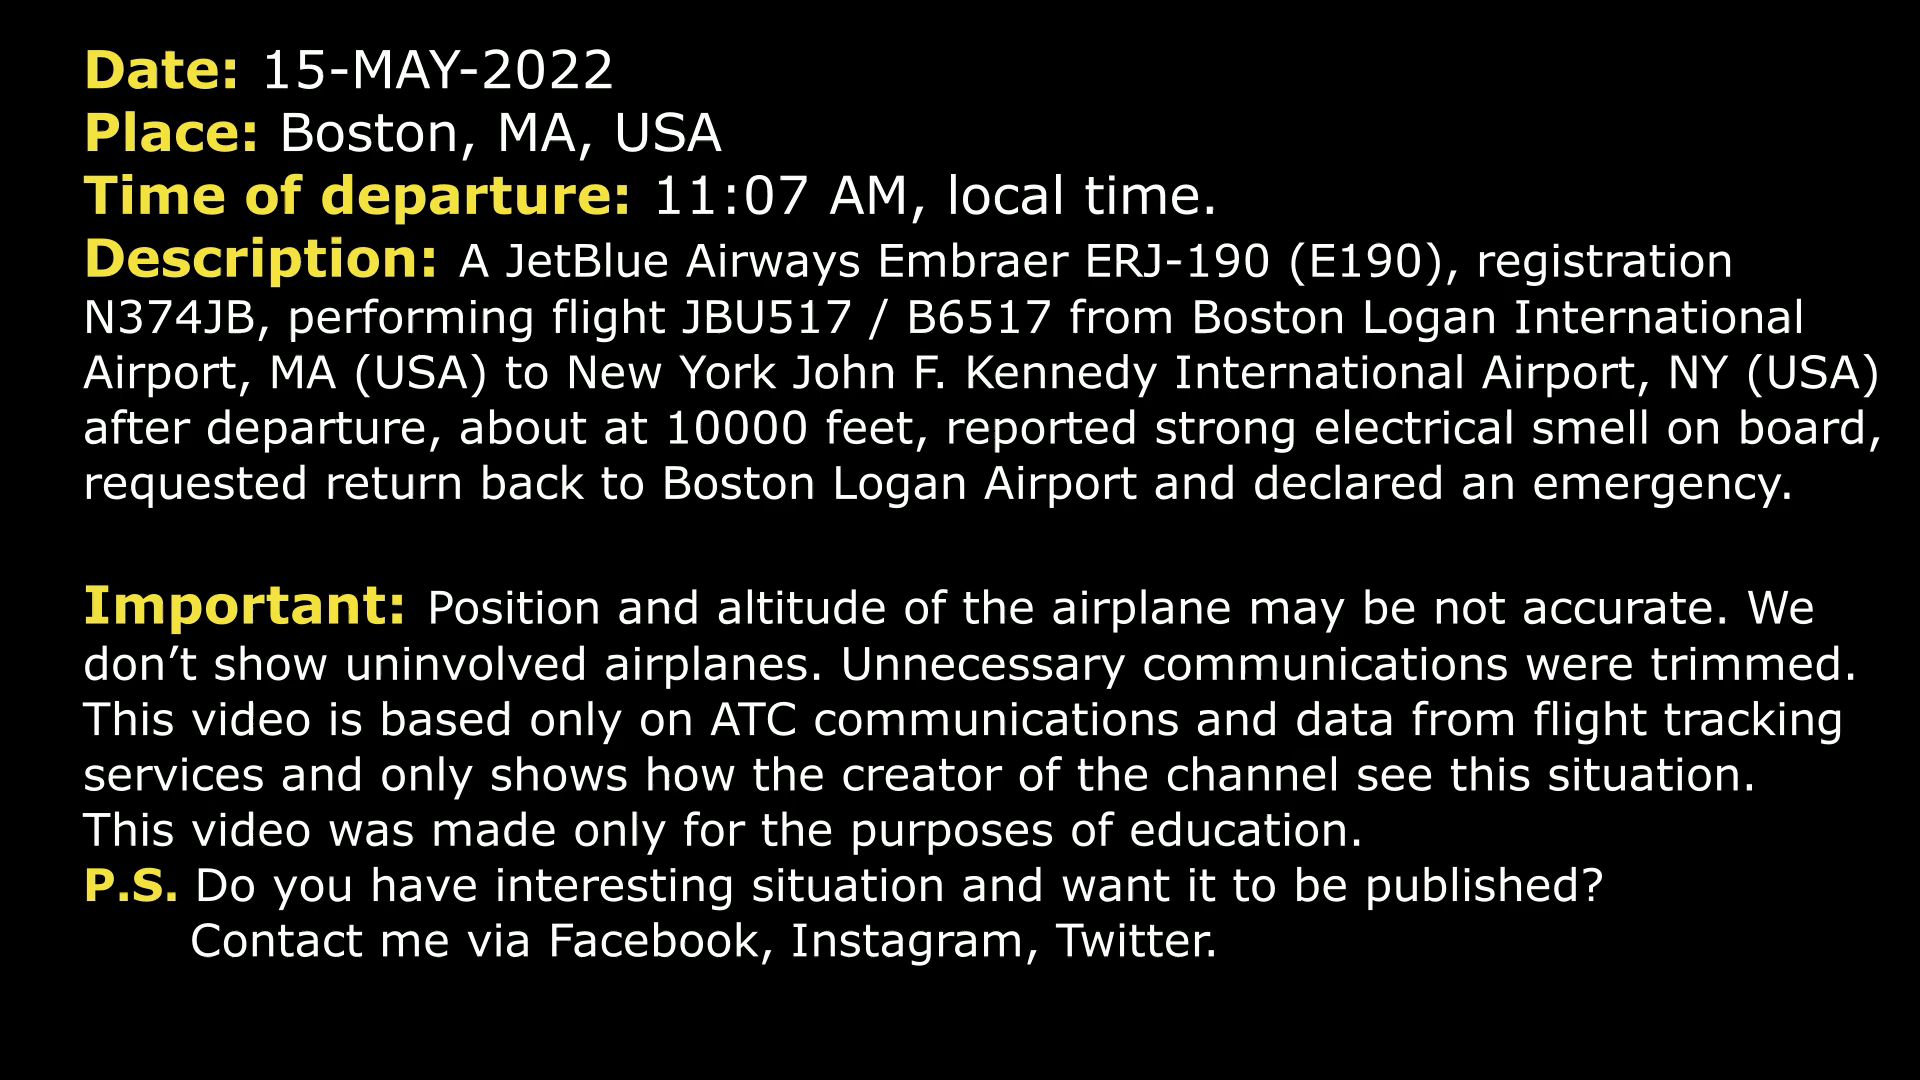 Date: 15-MAY-2022
Place: Boston, MA, USA
Time of departure: 11:07 AM, local time.
Description: A JetBlue Airways Embraer ERJ-190 (E190), registration
N374JB, performing flight JBU517 / B6517 from Boston Logan International
Airport, MA (USA) to New York John F. Kennedy International Airport, NY (USA)
after departure, about at 10000 feet, reported strong electrical smell on board,
requested return back to Boston Logan Airport and declared an emergency.
Important: Position and altitude of the airplane may be not accurate. We
don’t show uninvolved airplanes. Unnecessary communications were trimmed.
This video is based only on ATC communications and data from flight tracking
services and only shows how the creator of the channel see this situation.
This video was made only for the purposes of education.
P.S. Do you have interesting situation and want it to be published?
Contact me via Facebook, Instagram, Twitter.